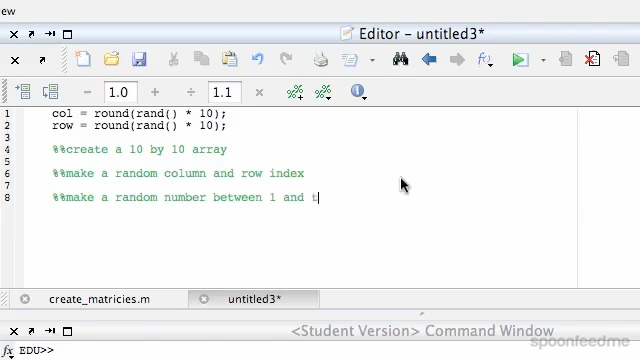 ew
Editor - untitled3*
1.0
1.1
1 col = round(rand() * 10);
2 row = round(rand() * 10);
3
4 %%create a 10 by 10 array
5
6 %%make a random column and row index
7
8 %%make a random number between 1 and t
create_matricies.m
untitled3*
<Student Version> Command Window
spoonfeedme
fx EDU>>